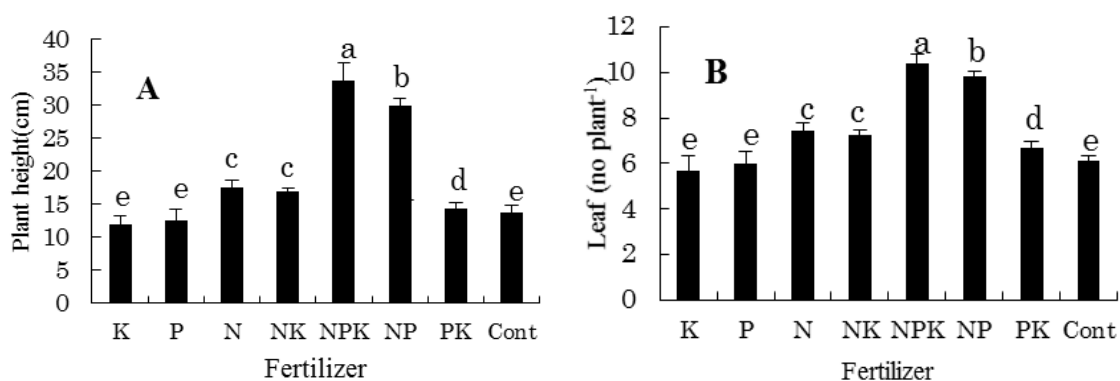 40
35
30
25
20
15
10
5
0
Plant height(cm)
A
e
e
c
c
a
b
d
e
K P N NK NPK NP PK Cont
Fertilizer
12
10
8
6
4
2
0
Leaf (no plant⁻¹)
B
e
e
c
c
a
b
d
e
K P N NK NPK NP PK Cont
Fertilizer